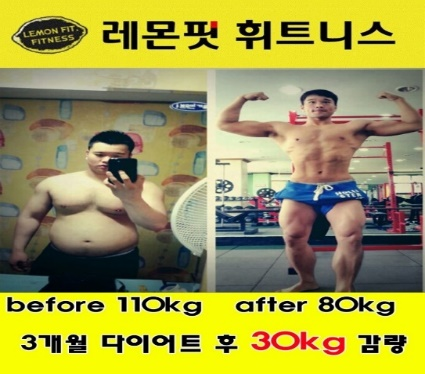 LEMON FIT.
FITNESS
레몬핏 휘트니스
before 110kg after 80kg
3개월 다이어트 후 30kg 감량